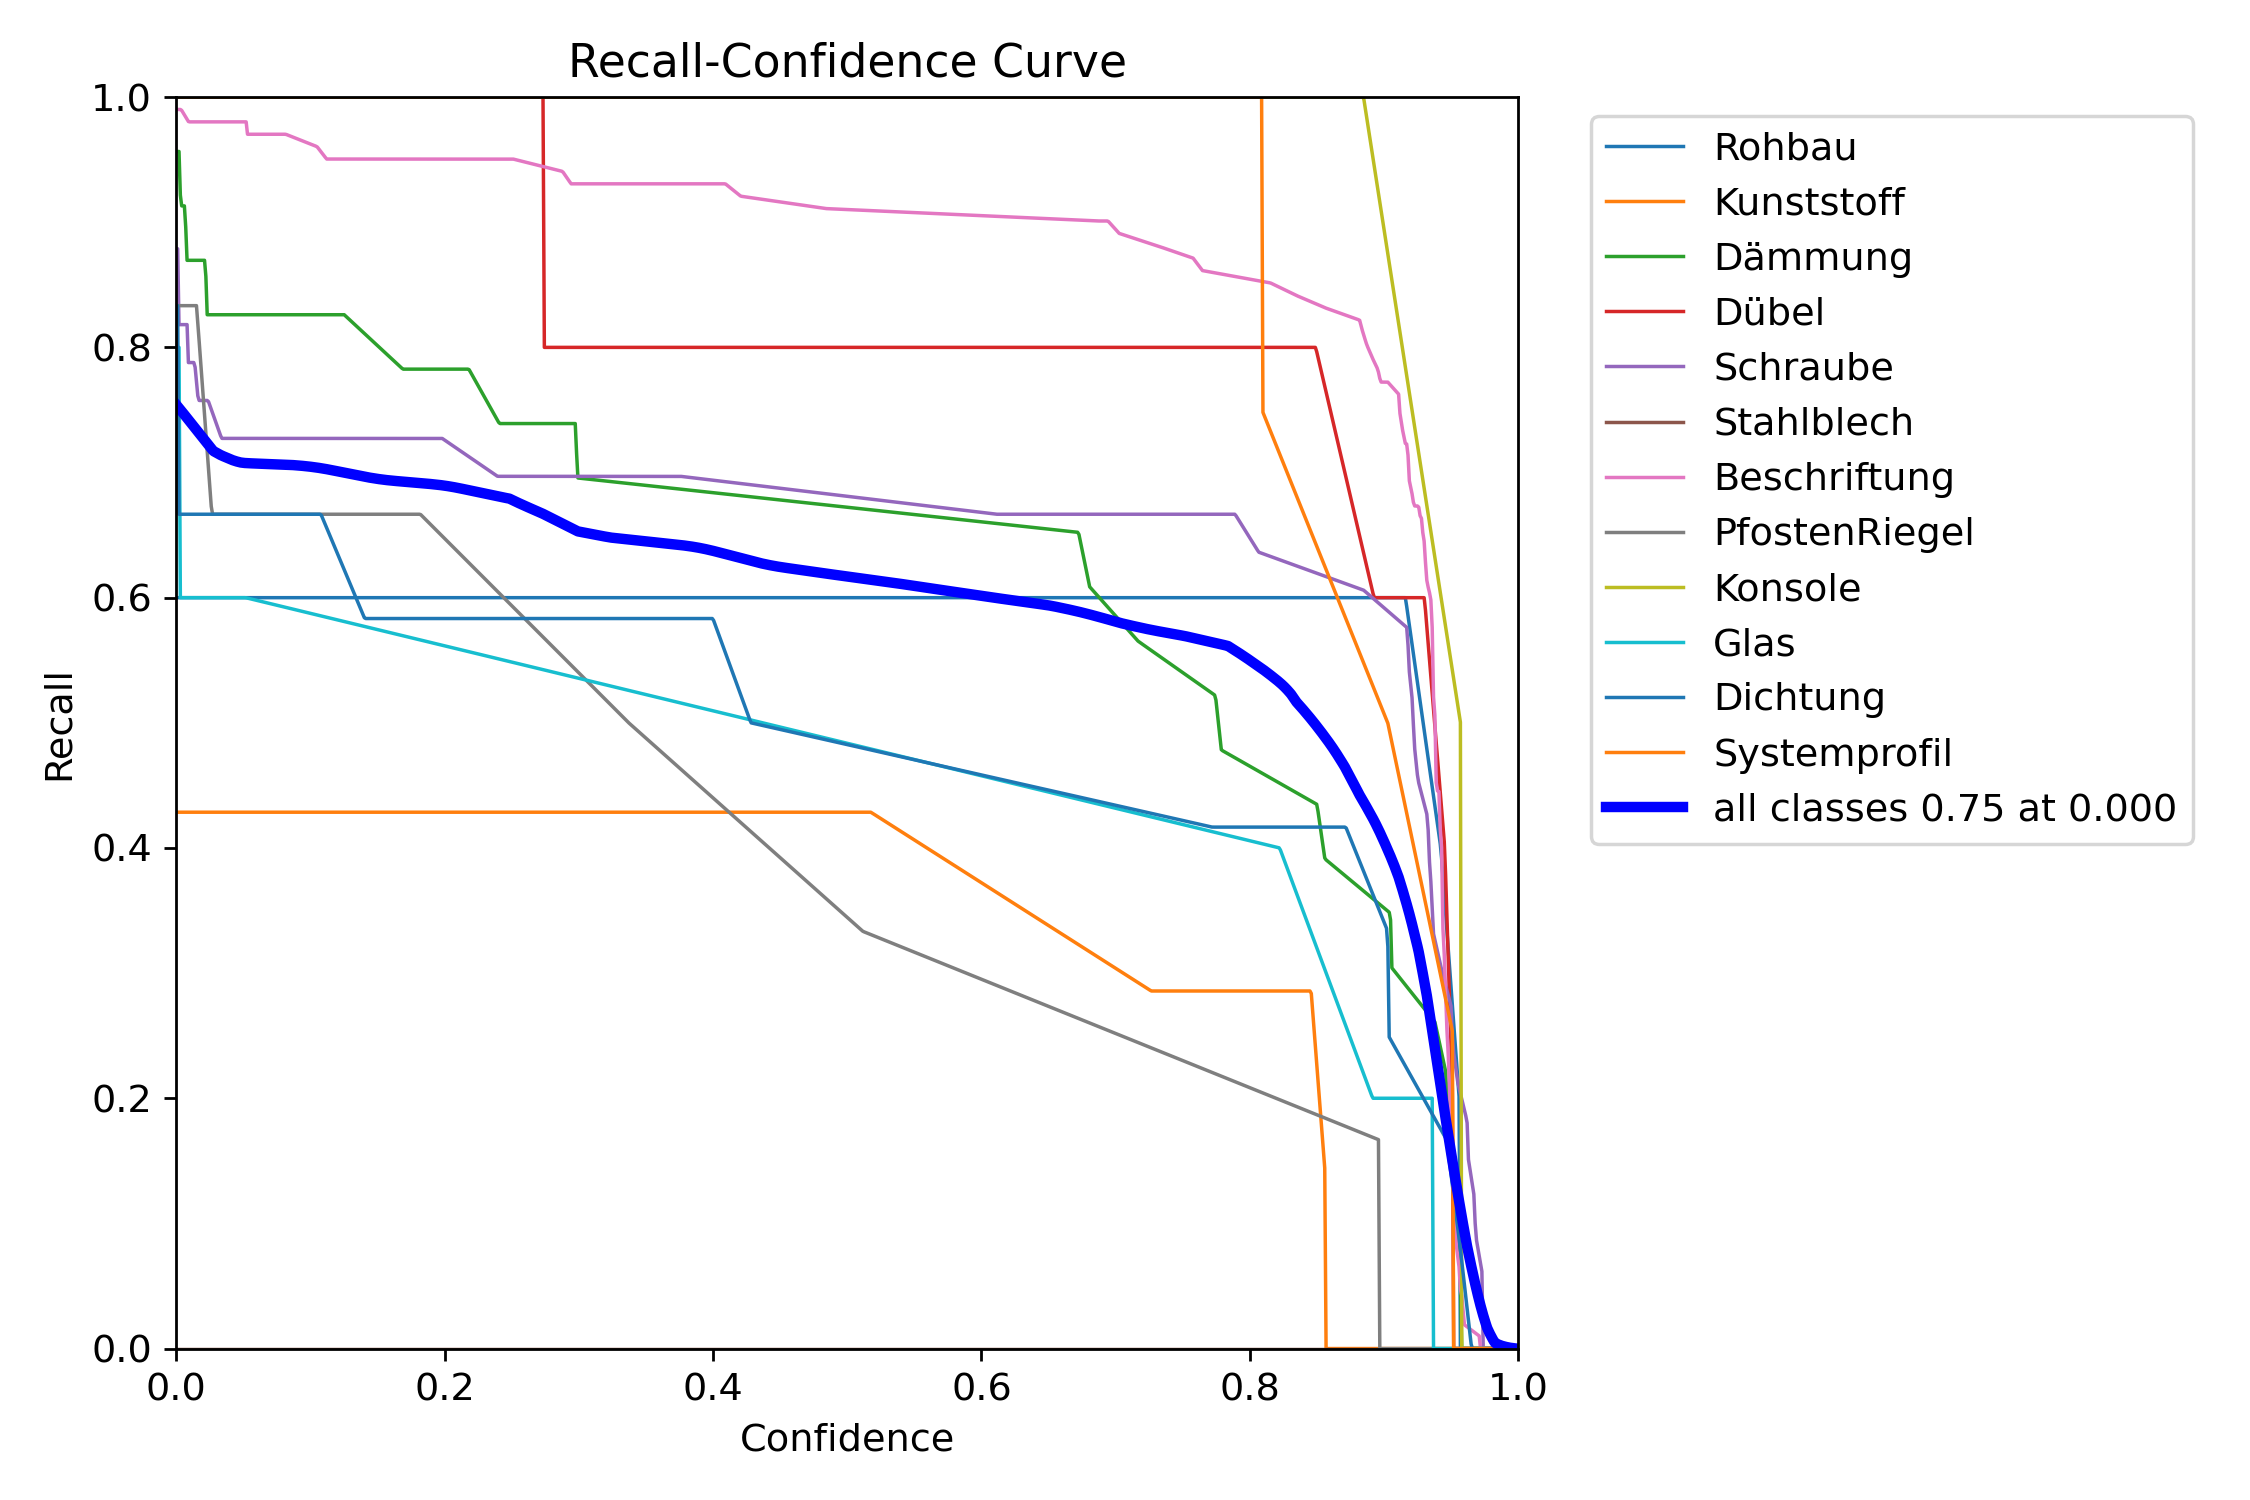 Recall-Confidence Curve
1.0
0.8
0.6
0.4
0.2
0.0
Recall
0.0 0.2 0.4 0.6 0.8 1.0
Confidence
Rohbau
Kunststoff
Dämmung
Dübel
Schraube
Stahlblech
Beschriftung
PfostenRiegel
Konsole
Glas
Dichtung
Systemprofil
all classes 0.75 at 0.000